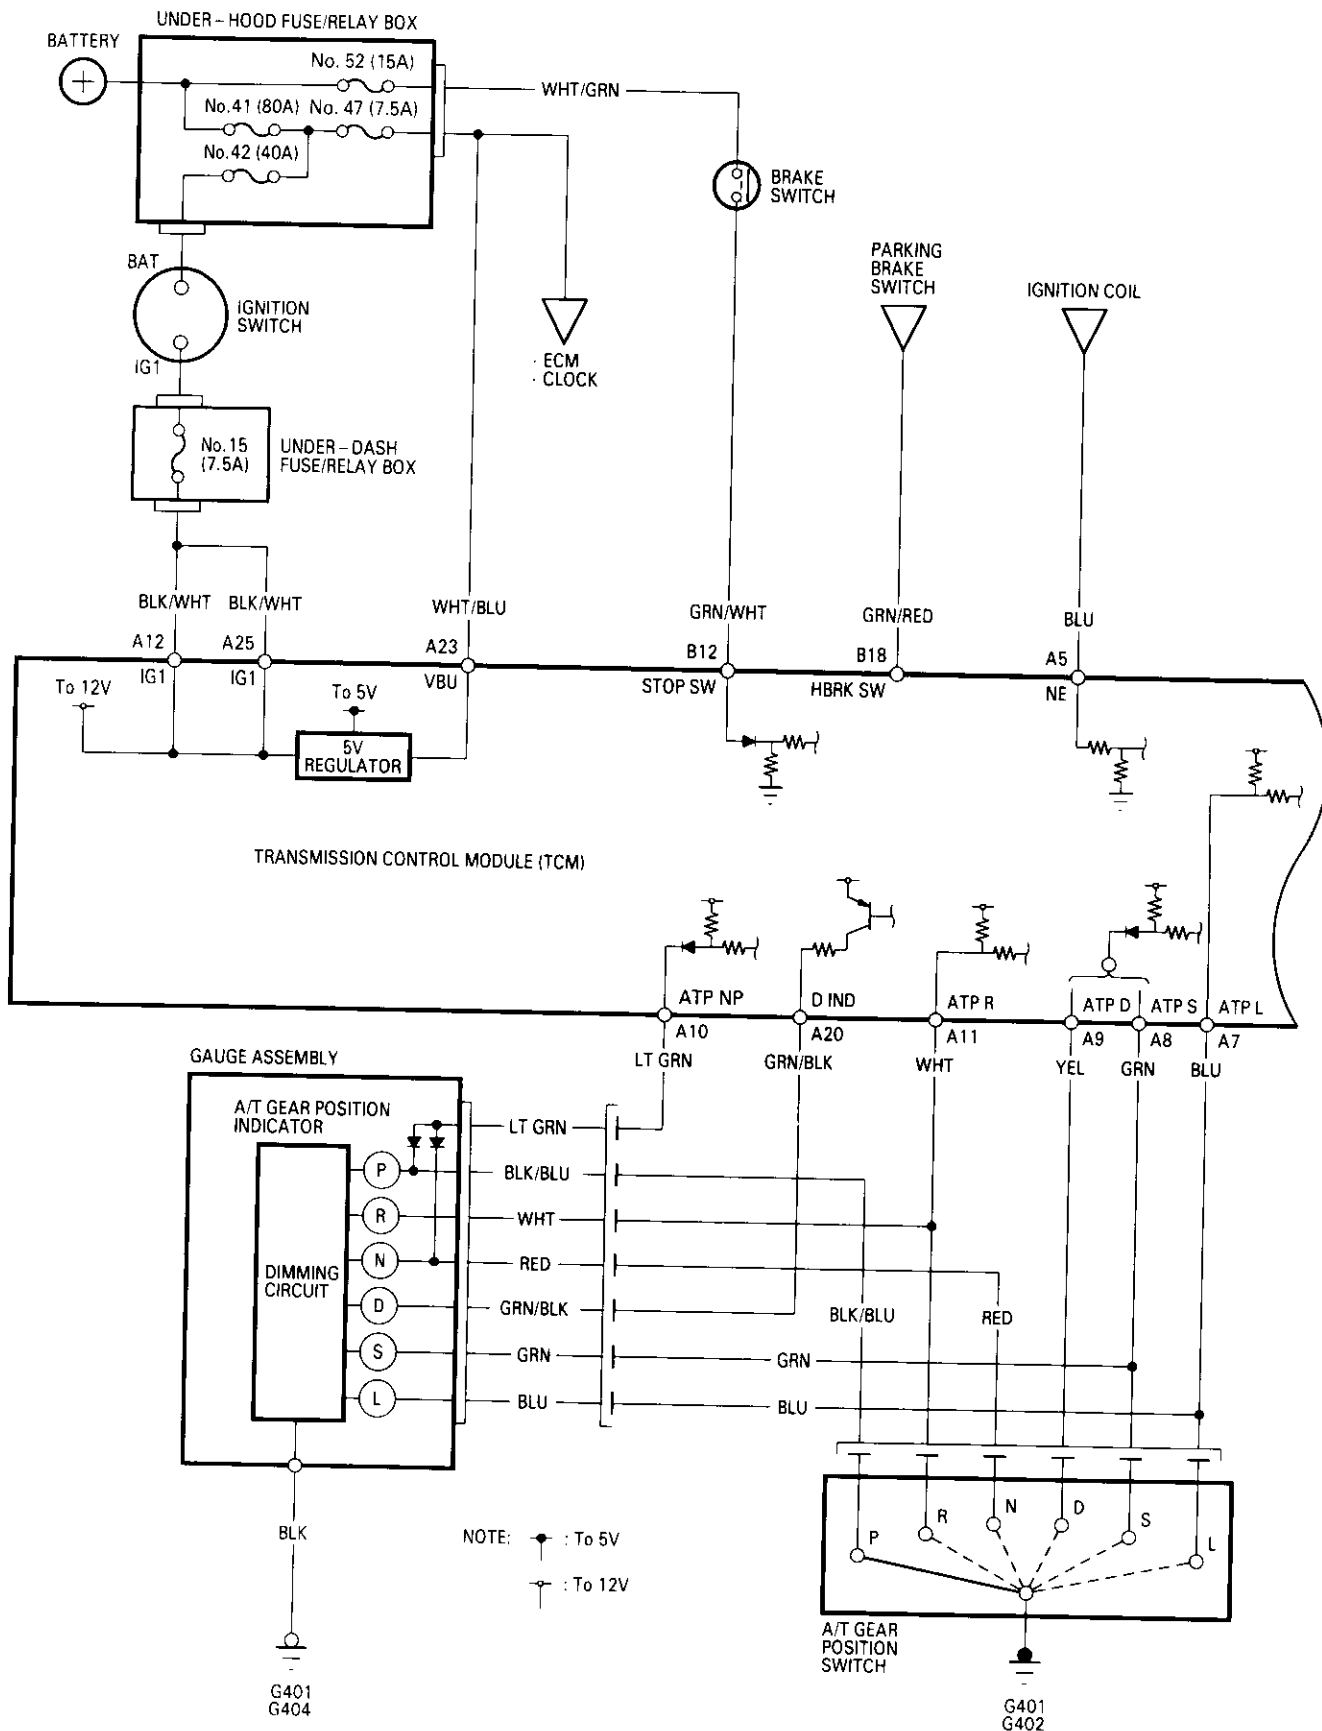 UNDER-HOOD FUSE/RELAY BOX
BATTERY
No. 52 (15A)
WHT/GRN
No.41 (80A) No. 47 (7.5A)
No.42 (40A)
BRAKE
SWITCH
PARKING
BRAKE
SWITCH
IGNITION COIL
BAT
IGNITION
SWITCH
IG1
· ECM
· CLOCK
No.15
(7.5A)
UNDER-DASH
FUSE/RELAY BOX
BLK/WHT
BLK/WHT
WHT/BLU
GRN/WHT
GRN/RED
BLU
A12
A25
A23
B12
B18
A5
IG1
IG1
VBU
STOP SW
HBRK SW
NE
To 12V
To 5V
5V
REGULATOR
TRANSMISSION CONTROL MODULE (TCM)
ATP NP
D IND
ATP R
ATP D
ATP S
ATP L
A10
A20
A11
A9
A8
A7
LT GRN
GRN/BLK
WHT
YEL
GRN
BLU
GAUGE ASSEMBLY
A/T GEAR POSITION
INDICATOR
LT GRN
P
BLK/BLU
R
WHT
N
RED
DIMMING
CIRCUIT
D
GRN/BLK
BLK/BLU
RED
S
GRN
GRN
L
BLU
BLU
BLK
NOTE:
: To 5V
: To 12V
P
R
N
D
S
L
A/T GEAR
POSITION
SWITCH
G401
G404
G401
G402